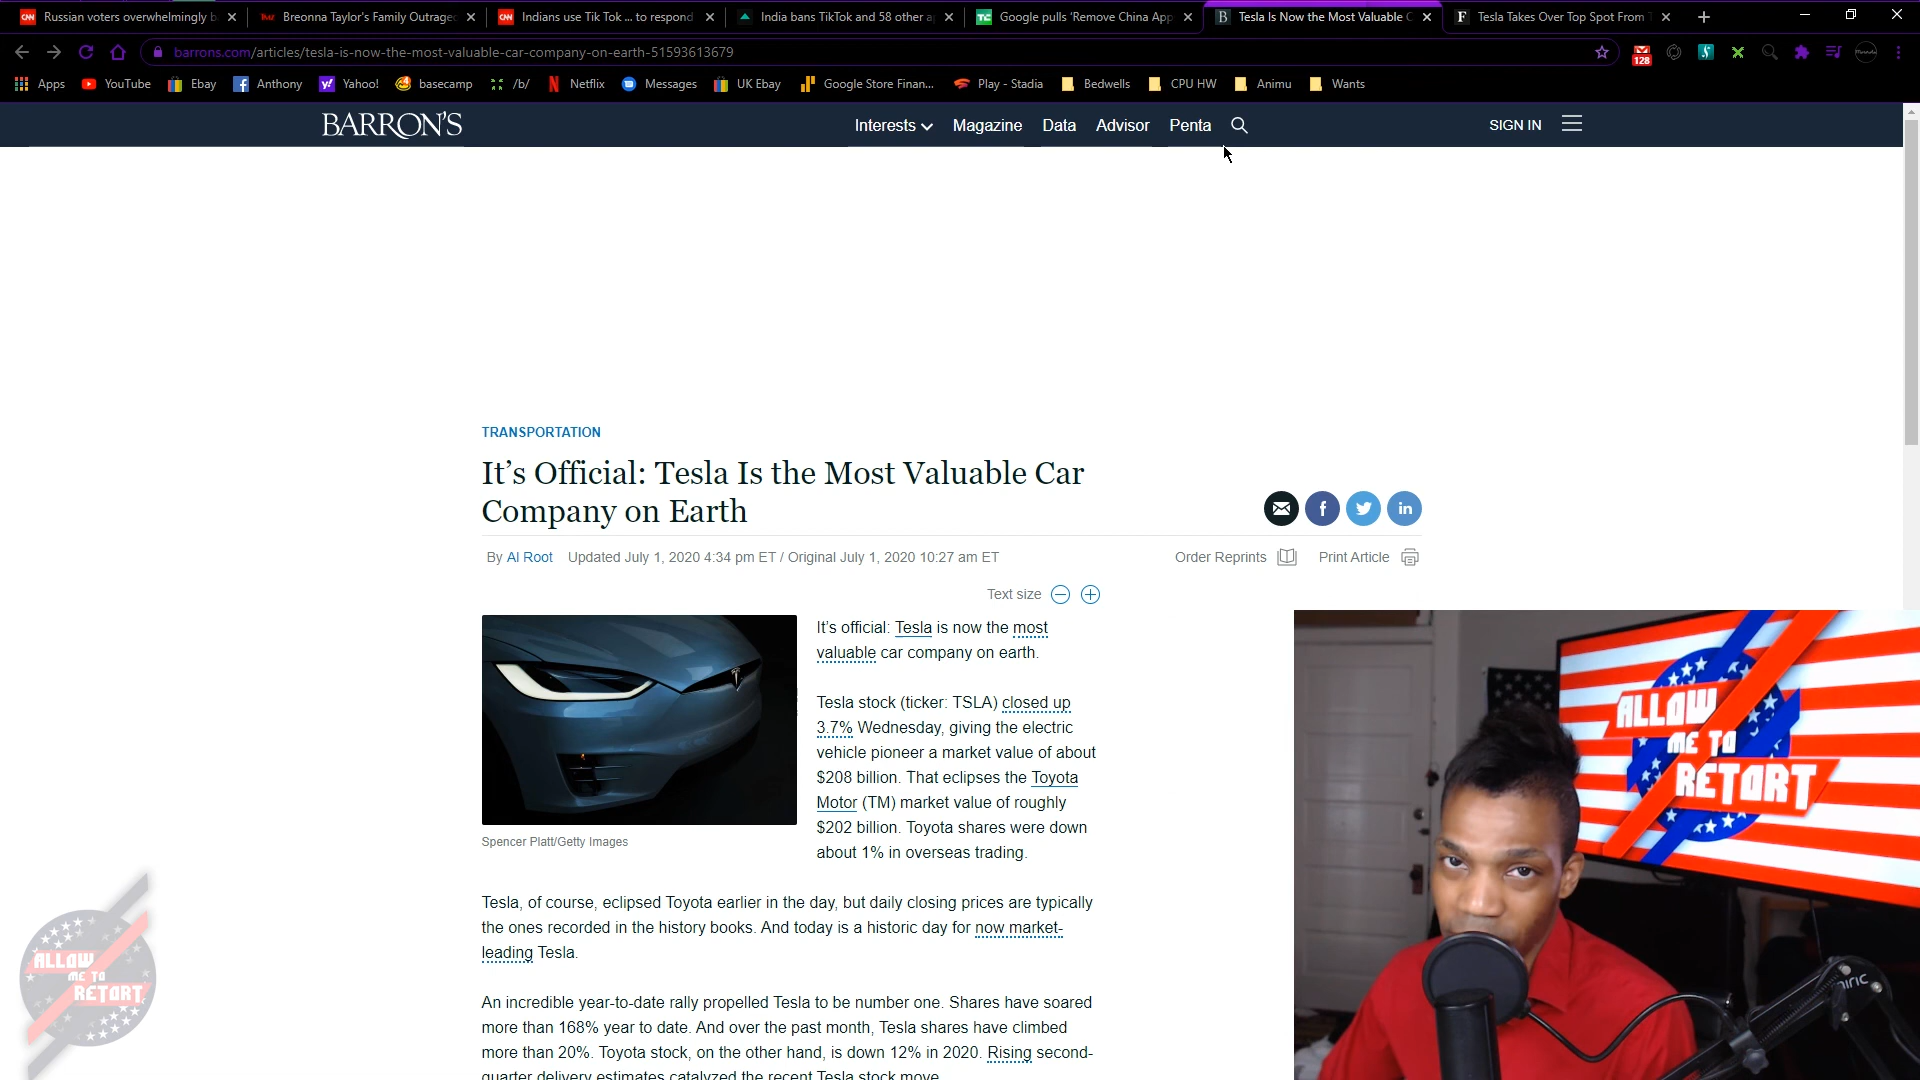 Russian voters overwhelmingly b
Breonna Taylor's Family Outraged
Indians use Tik Tok ... to respond
India bans TikTok and 58 other a
Google pulls 'Remove China App
Tesla Is Now the Most Valuable C
Tesla Takes Over Top Spot From T
barrons.com/articles/tesla-is-now-the-most-valuable-car-company-on-earth-51593613679
128
Apps
YouTube
Ebay
Anthony
Yahoo!
basecamp
/b/
Netflix
Messages
UK Ebay
Google Store Finan...
Play - Stadia
Bedwells
CPU HW
Animu
Wants
BARRON'S
Interests
Magazine
Data
Advisor
Penta
SIGN IN
TRANSPORTATION
It's Official: Tesla Is the Most Valuable Car
Company on Earth
By Al Root Updated July 1, 2020 4:34 pm ET / Original July 1, 2020 10:27 am ET
Order Reprints
Print Article
Text size
It's official: Tesla is now the most
valuable car company on earth.
Tesla stock (ticker: TSLA) closed up
3.7% Wednesday, giving the electric
vehicle pioneer a market value of about
$208 billion. That eclipses the Toyota
Motor (TM) market value of roughly
$202 billion. Toyota shares were down
about 1% in overseas trading.
Spencer Platt/Getty Images
Tesla, of course, eclipsed Toyota earlier in the day, but daily closing prices are typically
the ones recorded in the history books. And today is a historic day for now market-
leading Tesla.
An incredible year-to-date rally propelled Tesla to be number one. Shares have soared
more than 168% year to date. And over the past month, Tesla shares have climbed
more than 20%. Toyota stock, on the other hand, is down 12% in 2020. Rising second-
quarter delivery estimates catalyzed the recent Tesla stock move.
ALLOW
ME TO
RETORT
ALLOW
ME TO
RETORT